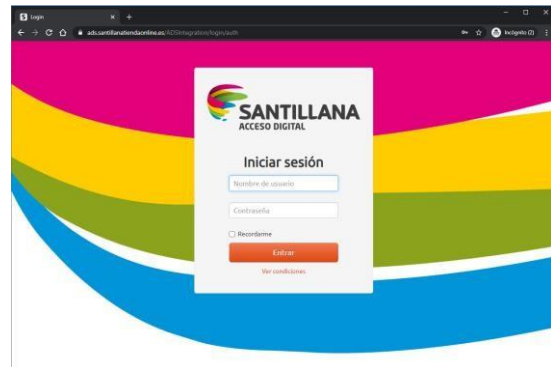 Login
ads.santillanatiendaonline.es/ADSIntegration/login/auth
Incógnito (2)
SANTILLANA
ACCESO DIGITAL
Iniciar sesión
Nombre de usuario
Contraseña
Recordarme
Entrar
Ver condiciones